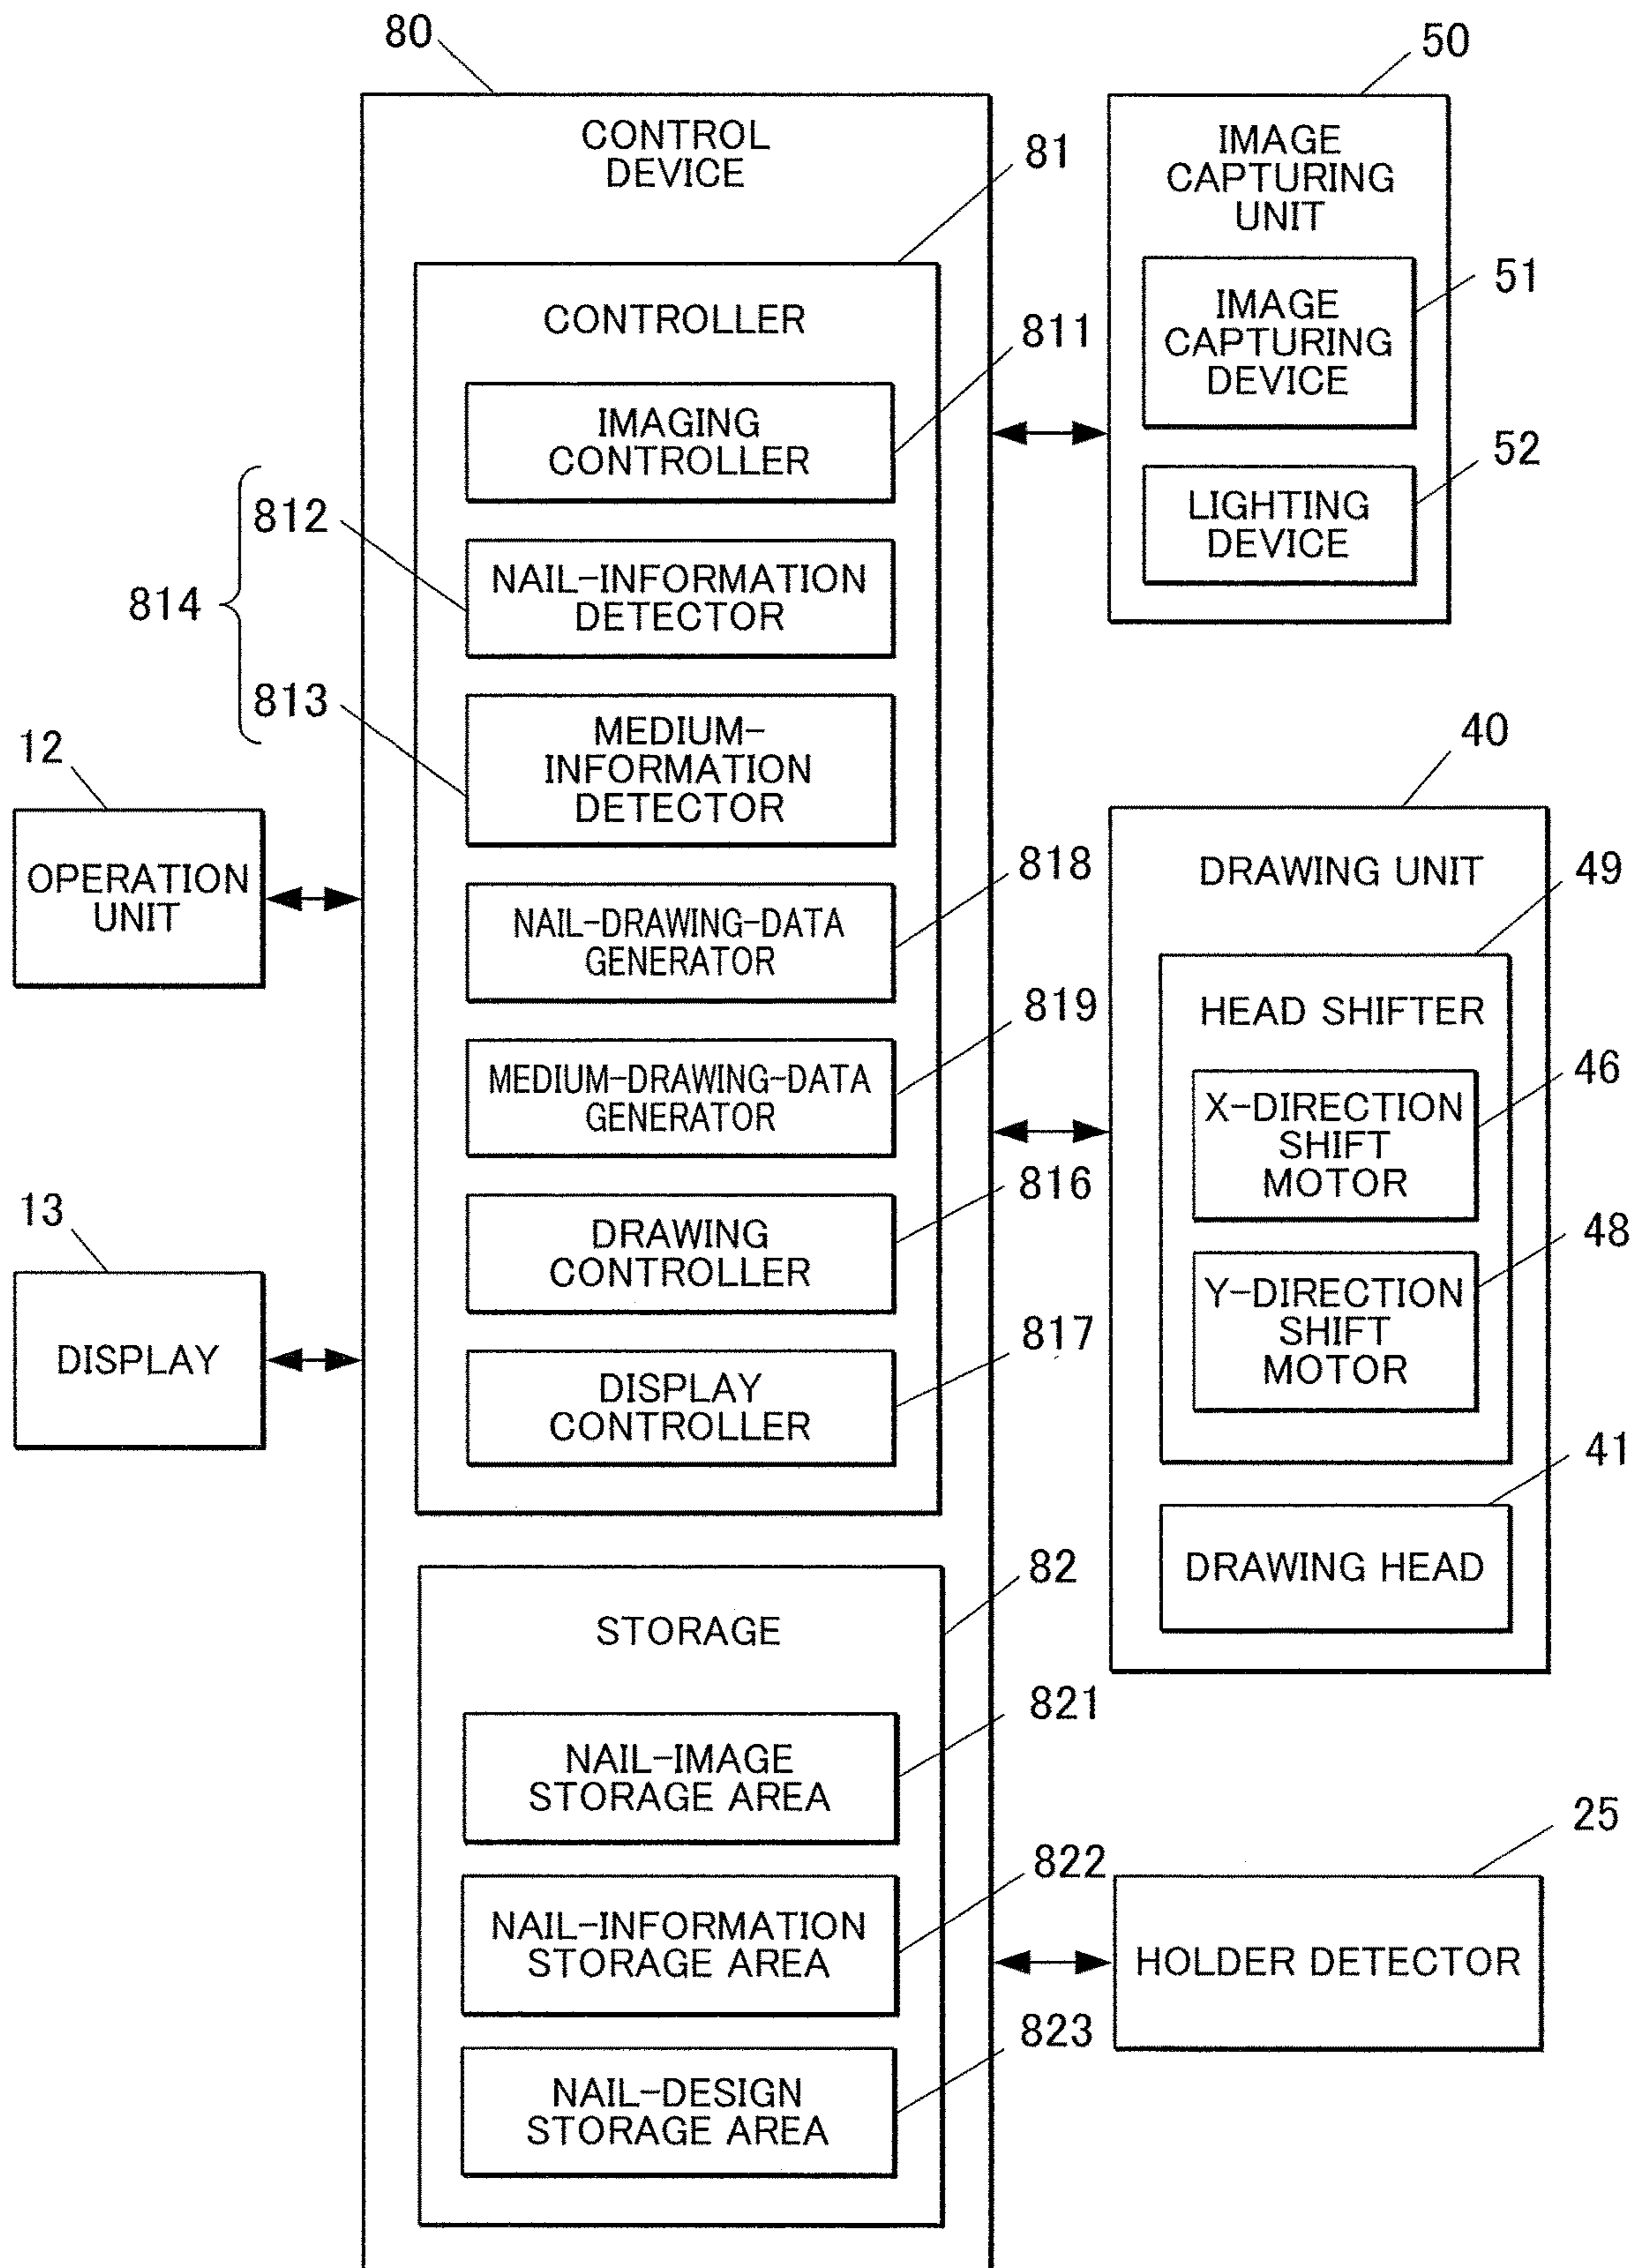 80
CONTROL
DEVICE
81
CONTROLLER
811
IMAGING
CONTROLLER
814
812
NAIL-INFORMATION
DETECTOR
813
MEDIUM-
INFORMATION
DETECTOR
818
NAIL-DRAWING-DATA
GENERATOR
819
MEDIUM-DRAWING-DATA
GENERATOR
816
DRAWING
CONTROLLER
817
DISPLAY
CONTROLLER
82
STORAGE
821
NAIL-IMAGE
STORAGE AREA
822
NAIL-INFORMATION
STORAGE AREA
823
NAIL-DESIGN
STORAGE AREA
12
OPERATION
UNIT
13
DISPLAY
50
IMAGE
CAPTURING
UNIT
51
IMAGE
CAPTURING
DEVICE
52
LIGHTING
DEVICE
40
DRAWING UNIT
49
HEAD SHIFTER
46
X-DIRECTION
SHIFT
MOTOR
48
Y-DIRECTION
SHIFT
MOTOR
41
DRAWING HEAD
25
HOLDER DETECTOR